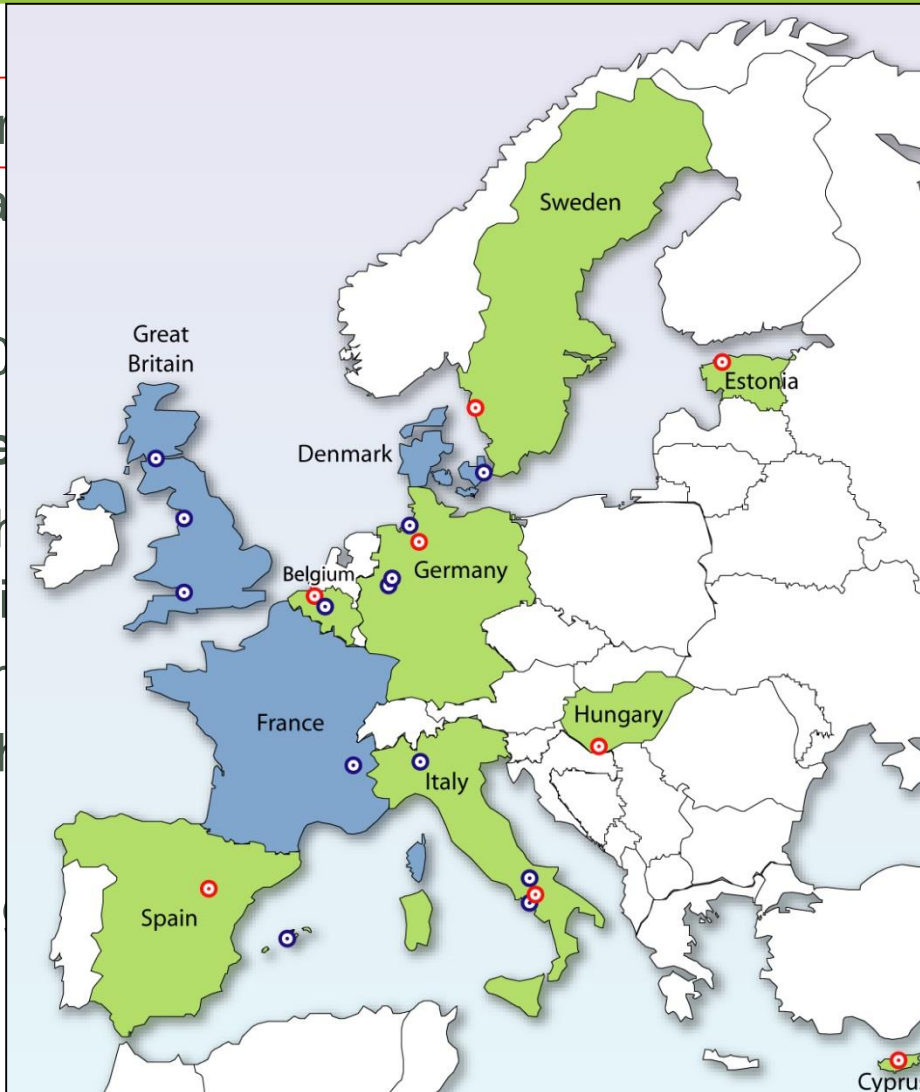 Sweden
Great
Britain
Estonia
Denmark
Belgium
Germany
France
Hungary
Italy
Spain